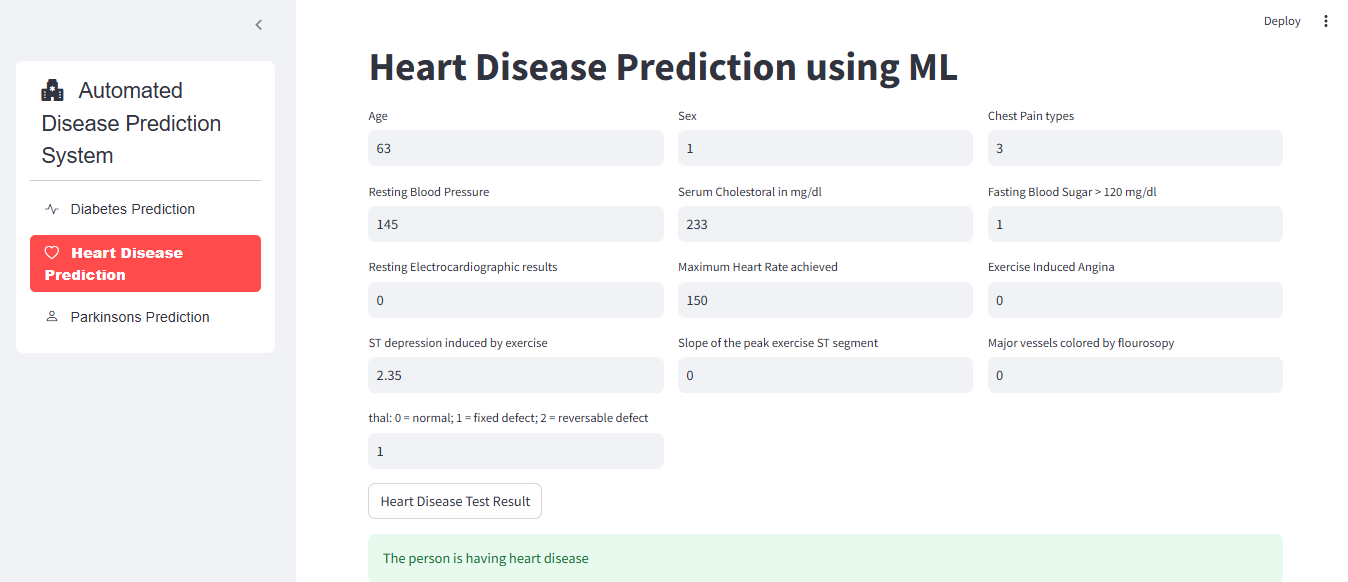 Deploy
Automated
Disease Prediction
System
Diabetes Prediction
Heart Disease
Prediction
Parkinsons Prediction
Heart Disease Prediction using ML
Age
63
Sex
1
Chest Pain types
3
Resting Blood Pressure
145
Serum Cholestoral in mg/dl
233
Fasting Blood Sugar > 120 mg/dl
1
Resting Electrocardiographic results
0
Maximum Heart Rate achieved
150
Exercise Induced Angina
0
ST depression induced by exercise
2.35
Slope of the peak exercise ST segment
0
Major vessels colored by flourosopy
0
thal: 0 = normal; 1 = fixed defect; 2 = reversable defect
1
Heart Disease Test Result
The person is having heart disease